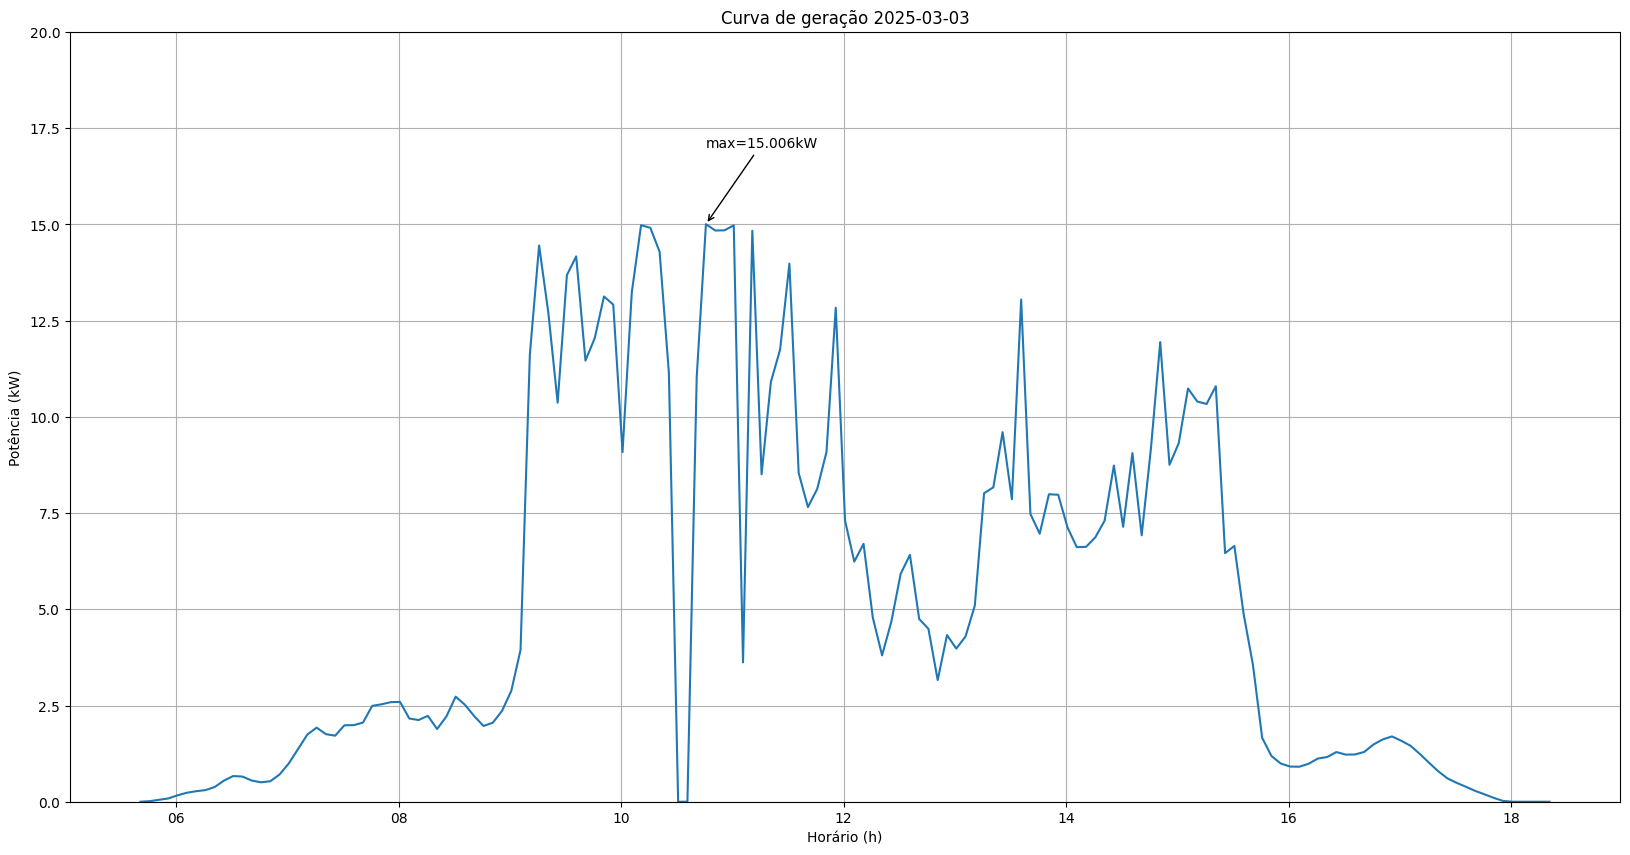 Curva de geração 2025-03-03
20.0
17.5
max=15.006kW
15.0
12.5
10.0
Potência (kW)
7.5
5.0
2.5
0.0
06 08 10 12 14 16 18
Horário (h)